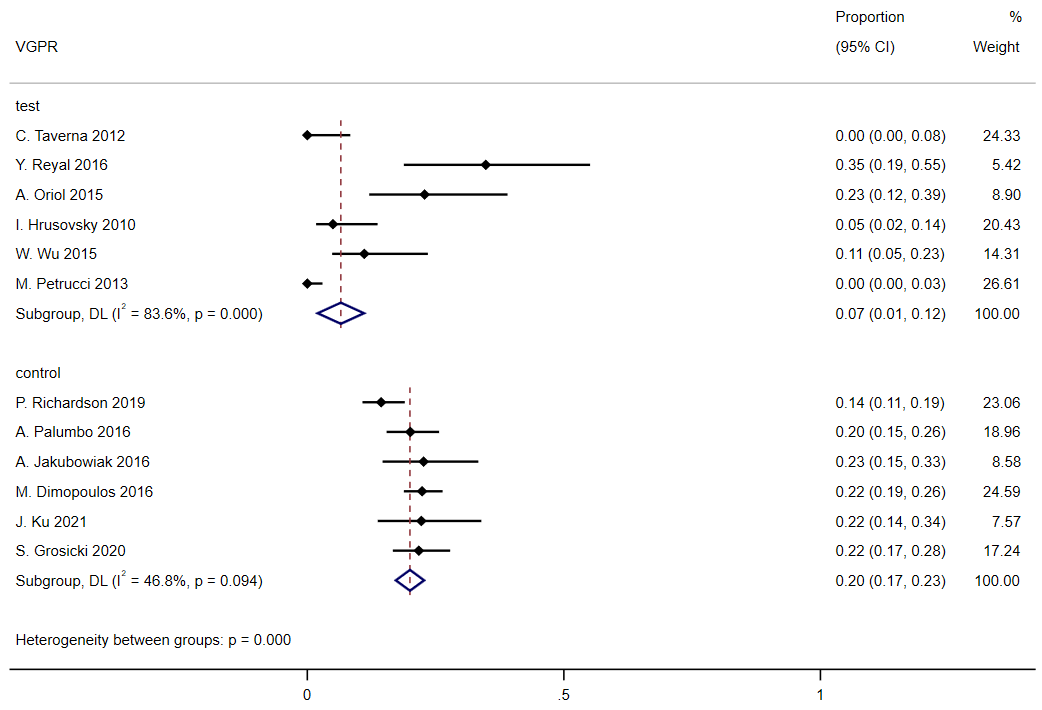 Proportion %
VGPR (95% CI) Weight
test
C. Taverna 2012 0.00 (0.00, 0.08) 24.33
Y. Reyal 2016 0.35 (0.19, 0.55) 5.42
A. Oriol 2015 0.23 (0.12, 0.39) 8.90
I. Hrusovsky 2010 0.05 (0.02, 0.14) 20.43
W. Wu 2015 0.11 (0.05, 0.23) 14.31
M. Petrucci 2013 0.00 (0.00, 0.03) 26.61
Subgroup, DL (I² = 83.6%, p = 0.000) 0.07 (0.01, 0.12) 100.00
control
P. Richardson 2019 0.14 (0.11, 0.19) 23.06
A. Palumbo 2016 0.20 (0.15, 0.26) 18.96
A. Jakubowiak 2016 0.23 (0.15, 0.33) 8.58
M. Dimopoulos 2016 0.22 (0.19, 0.26) 24.59
J. Ku 2021 0.22 (0.14, 0.34) 7.57
S. Grosicki 2020 0.22 (0.17, 0.28) 17.24
Subgroup, DL (I² = 46.8%, p = 0.094) 0.20 (0.17, 0.23) 100.00
Heterogeneity between groups: p = 0.000
0 .5 1